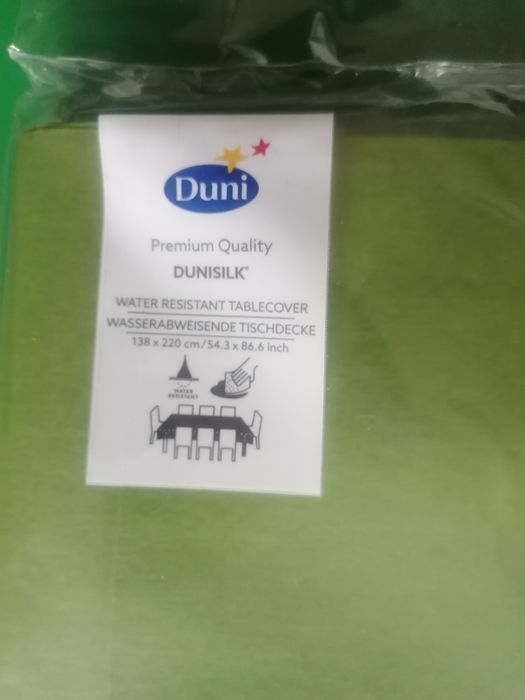 Duni
Premium Quality
DUNISILK®
WATER RESISTANT TABLECOVER
WASSERABWEISENDE TISCHDECKE
138 x 220 cm/54.3 x 86.6 inch
WATER
RESISTANT